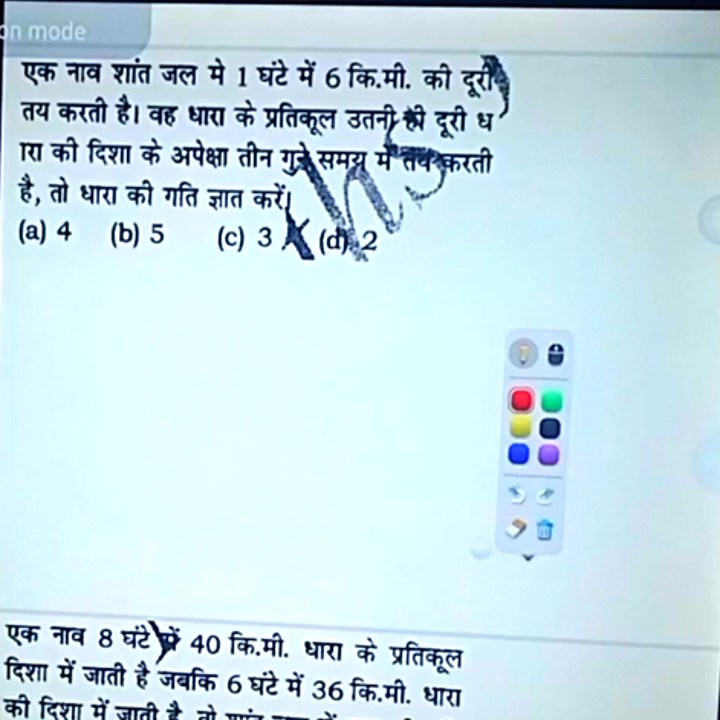 on mode
एक नाव शांत जल मे 1 घंटे में 6 कि.मी. की दूरी
तय करती है। वह धारा के प्रतिकूल उतनी ही दूरी ध
ारा की दिशा के अपेक्षा तीन गुने समय में तय करती
है, तो धारा की गति ज्ञात करें।
(a) 4 (b) 5 (c) 3 (d) 2
एक नाव 8 घंटे में 40 कि.मी. धारा के प्रतिकूल
दिशा में जाती है जबकि 6 घंटे में 36 कि.मी. धारा
की दिशा में जाती है, तो शांत